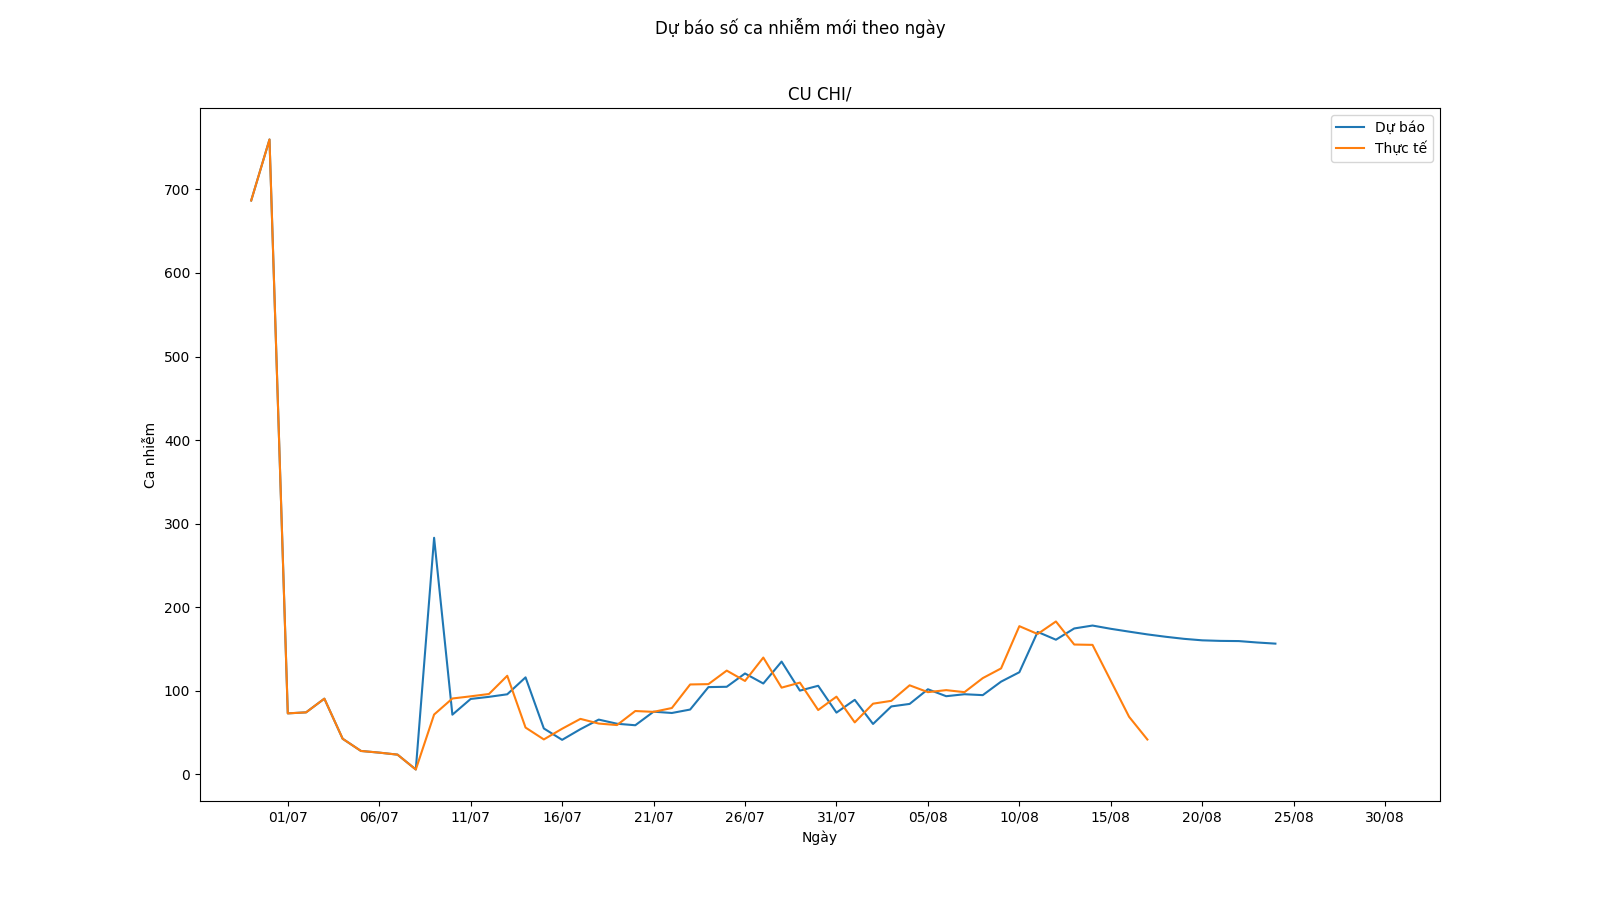 Dự báo số ca nhiễm mới theo ngày
CU CHI/
Dự báo
Thực tế
700
600
500
400
300
200
100
0
Ca nhiễm
01/07 06/07 11/07 16/07 21/07 26/07 31/07 05/08 10/08 15/08 20/08 25/08 30/08
Ngày